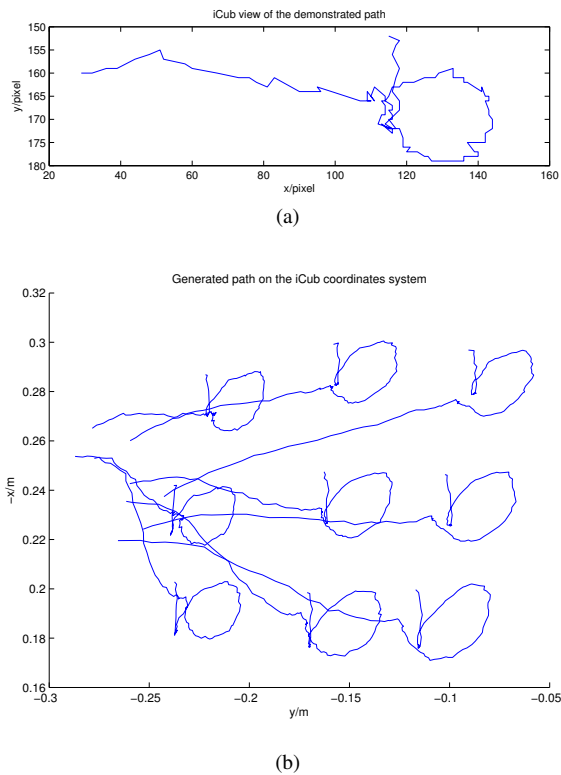 iCub view of the demonstrated path
150
155
160
165
170
175
180
y/pixel
20 40 60 80 100 120 140 160
x/pixel
(a)
Generated path on the iCub coordinates system
0.32
0.3
0.28
0.26
0.24
0.22
0.2
0.18
0.16
−x/m
−0.3 −0.25 −0.2 −0.15 −0.1 −0.05
y/m
(b)